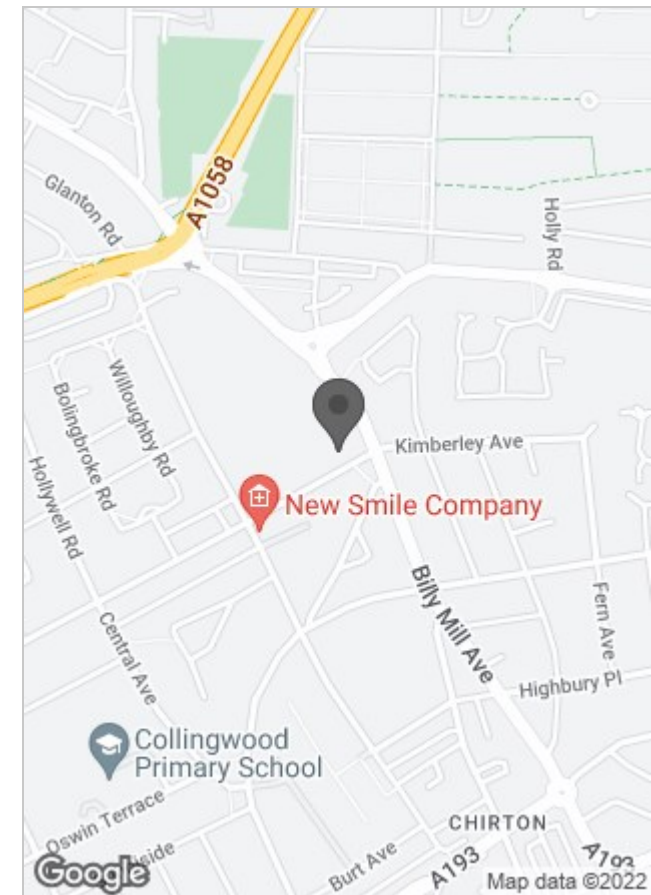 A1058
Glanton Rd
Holly Rd
Willoughby Rd
Bolingbroke Rd
Hollywell Rd
Kimberley Ave
New Smile Company
Billy Mill Ave
Fern Ave
Central Ave
Highbury Pl
Collingwood
Primary School
Oswin Terrace
side
CHIRTON
Burt Ave
A193
A193
Google
Map data ©2022